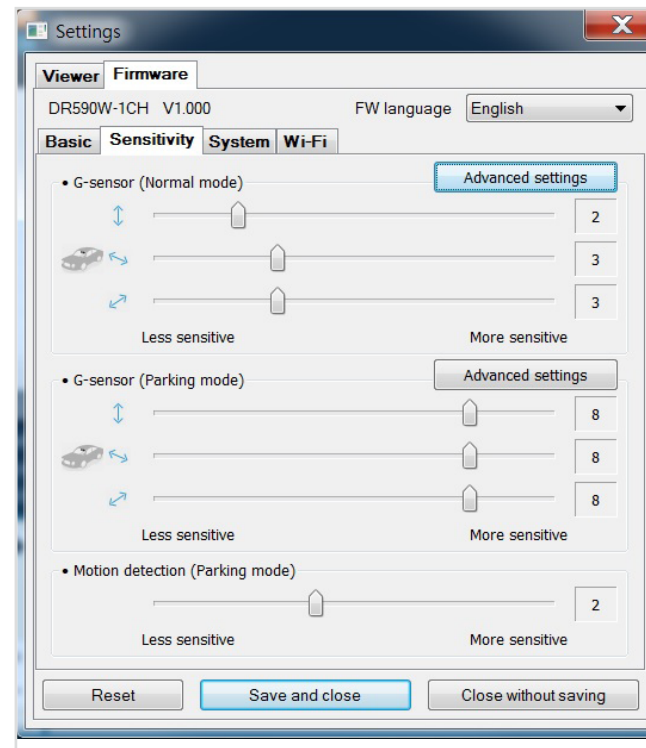 Settings
Viewer Firmware
DR590W-1CH V1.000 FW language English
Basic Sensitivity System Wi-Fi
• G-sensor (Normal mode) Advanced settings
2
3
3
Less sensitive More sensitive
• G-sensor (Parking mode) Advanced settings
8
8
8
Less sensitive More sensitive
• Motion detection (Parking mode)
2
Less sensitive More sensitive
Reset Save and close Close without saving